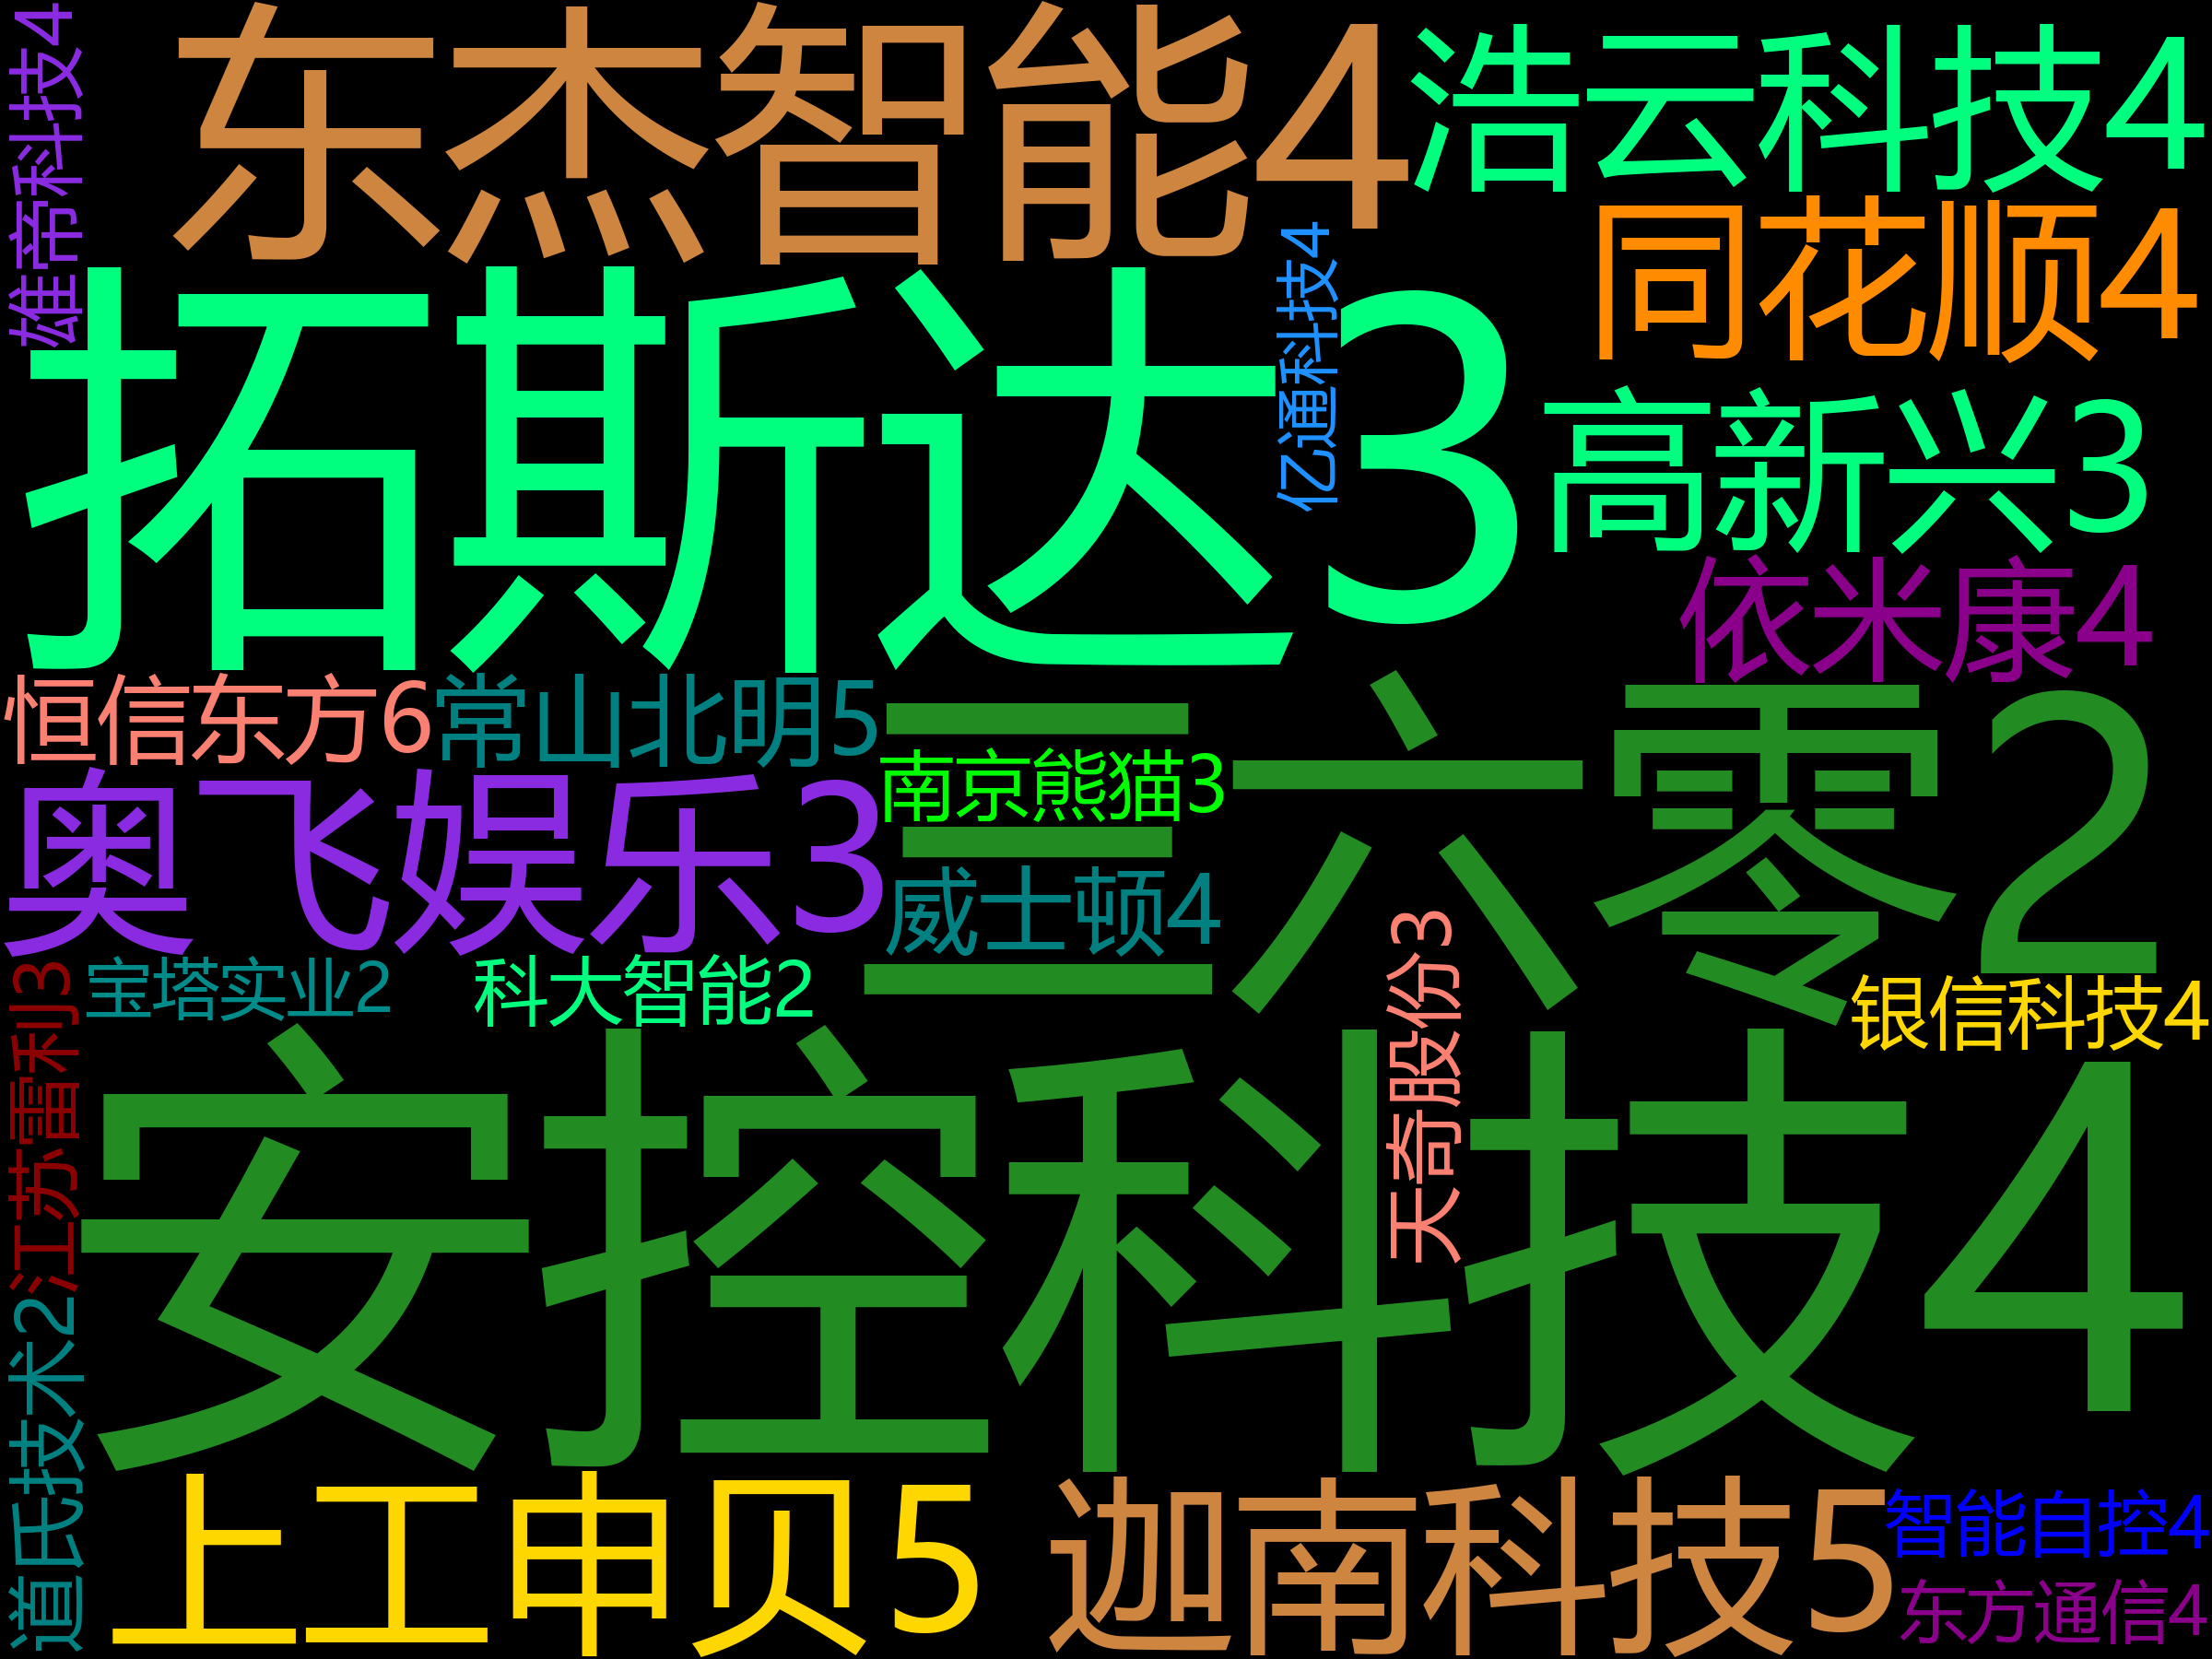 雄帝科技4
东杰智能4
浩云科技4
同花顺4
拓斯达3
亿通科技4
高新兴3
依米康4
恒信东方6
常山北明5
三六零2
南京熊猫3
奥飞娱乐3
威士顿4
天奇股份3
银信科技4
江苏雷利3
宝塔实业2
科大智能2
安控科技4
道氏技术2
上工申贝5
迦南科技5
智能自控4
东方通信4